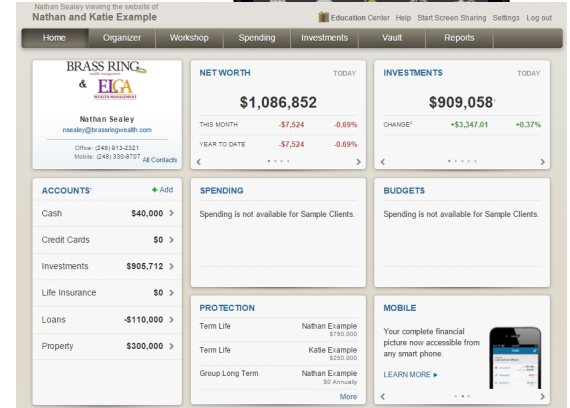 Nathan Sealey viewing the website of
Nathan and Katie Example
Education Center Help Start Screen Sharing Settings Log out
Home Organizer Workshop Spending Investments Vault Reports
BRASS RING
wealth management
& ELGA
WEALTH MANAGEMENT
Nathan Sealey
nsealey@brassringwealth.com
Office: (248) 913-2321
Mobile: (248) 330-8707
All Contacts
NET WORTH TODAY
$1,086,852
THIS MONTH -$7,524 -0.69%
YEAR TO DATE -$7,524 -0.69%
INVESTMENTS TODAY
$909,058
CHANGE +$3,347.01 +0.37%
ACCOUNTS + Add
Cash $40,000
Credit Cards $0
Investments $905,712
Life Insurance $0
Loans -$110,000
Property $300,000
SPENDING
Spending is not available for Sample Clients.
BUDGETS
Spending is not available for Sample Clients.
PROTECTION
Term Life Nathan Example
$750,000
Term Life Katie Example
$250,000
Group Long Term Nathan Example
$0 Annually
More
MOBILE
Your complete financial
picture now accessible from
any smart phone.
LEARN MORE